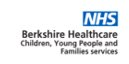 NHS
Berkshire Healthcare
Children, Young People and
Families services